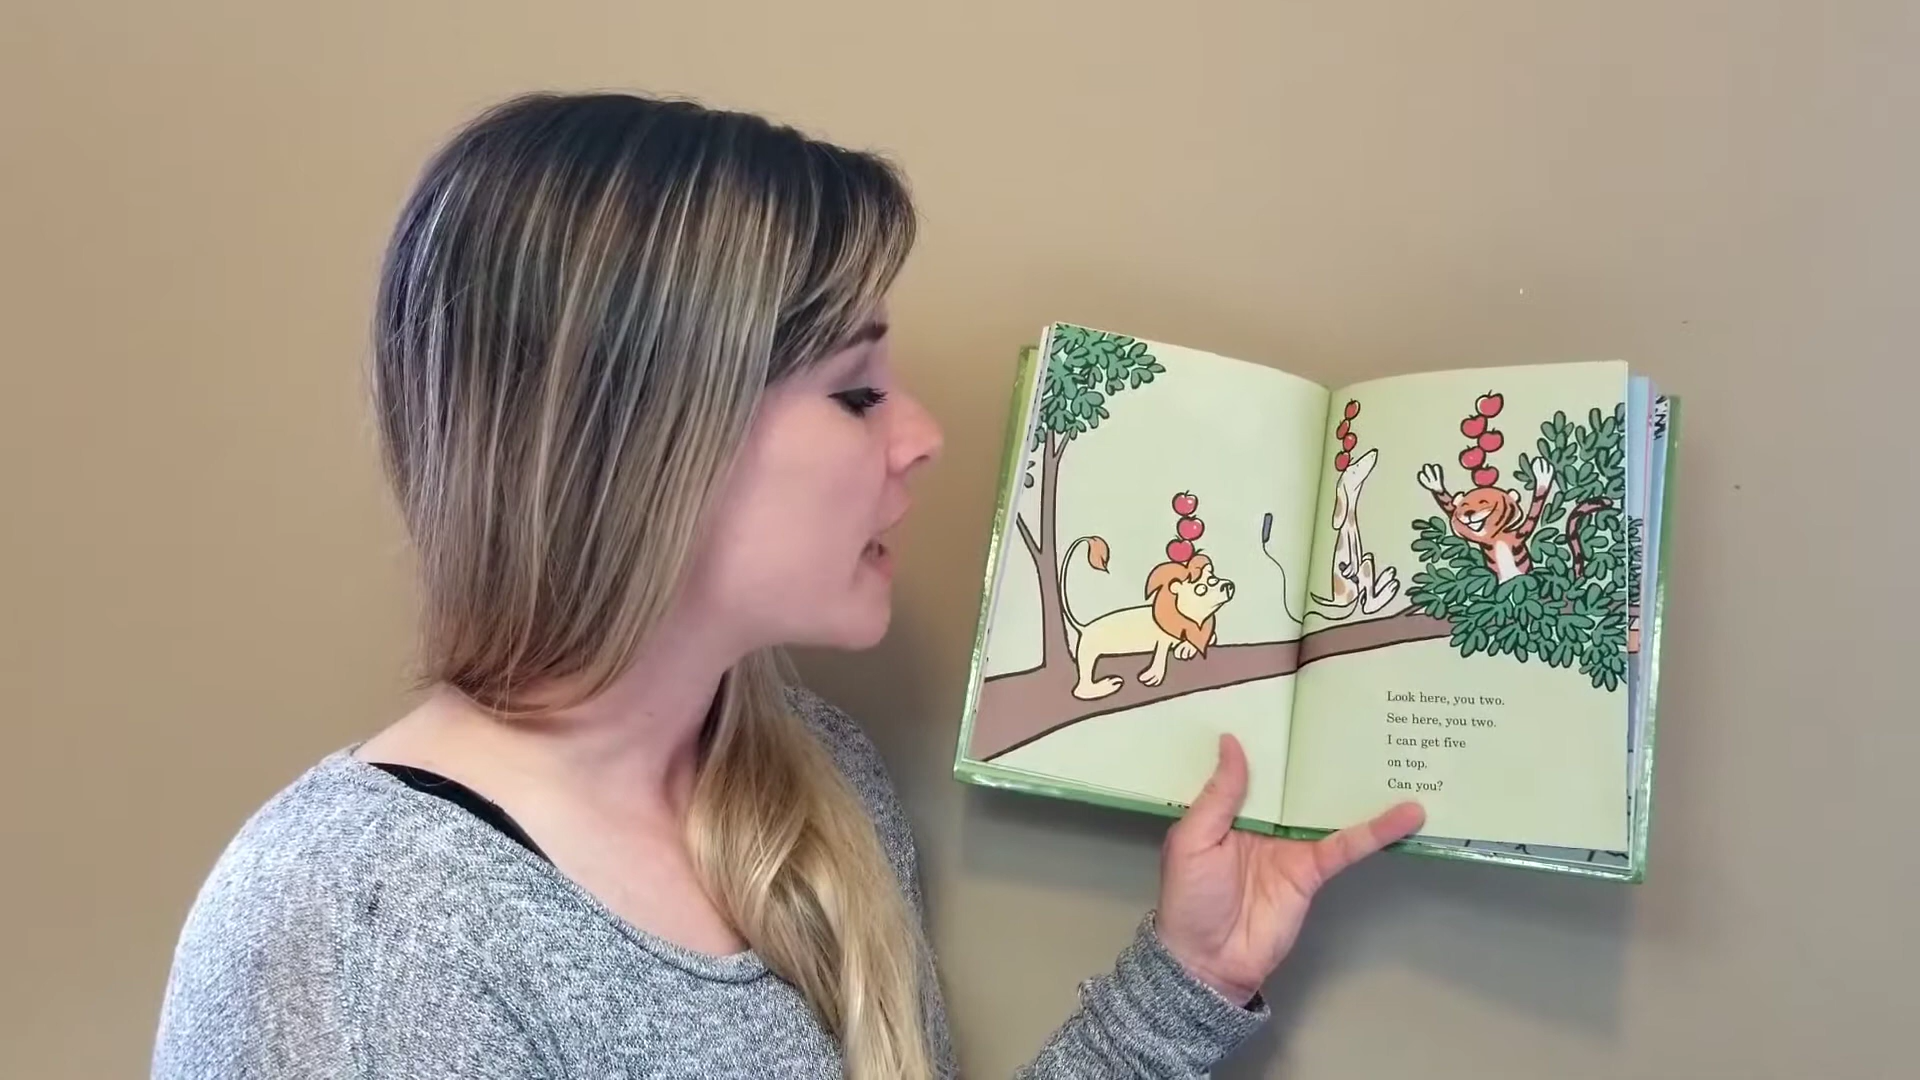 Look here, you two.
See here, you two.
I can get five
on top.
Can you?